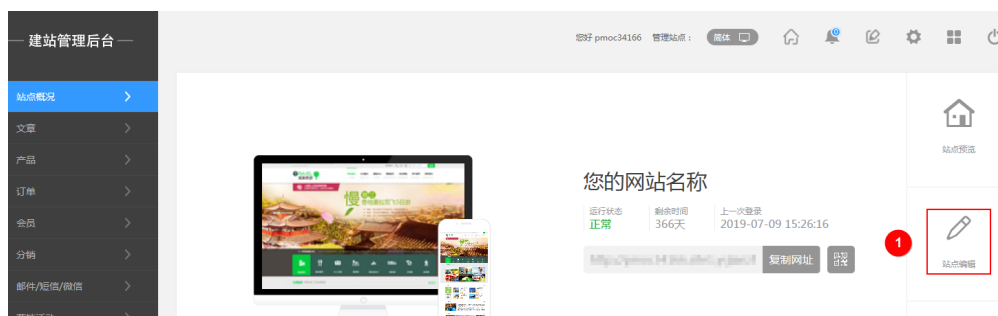 建站管理后台
您好 pmoc34166 管理站点： 简体
站点概况
文章
产品
订单
会员
分销
邮件/短信/微信
您的网站名称
运行状态 剩余时间 上一次登录
正常 366天 2019-07-09 15:26:16
复制网址
站点预览
1
站点编辑